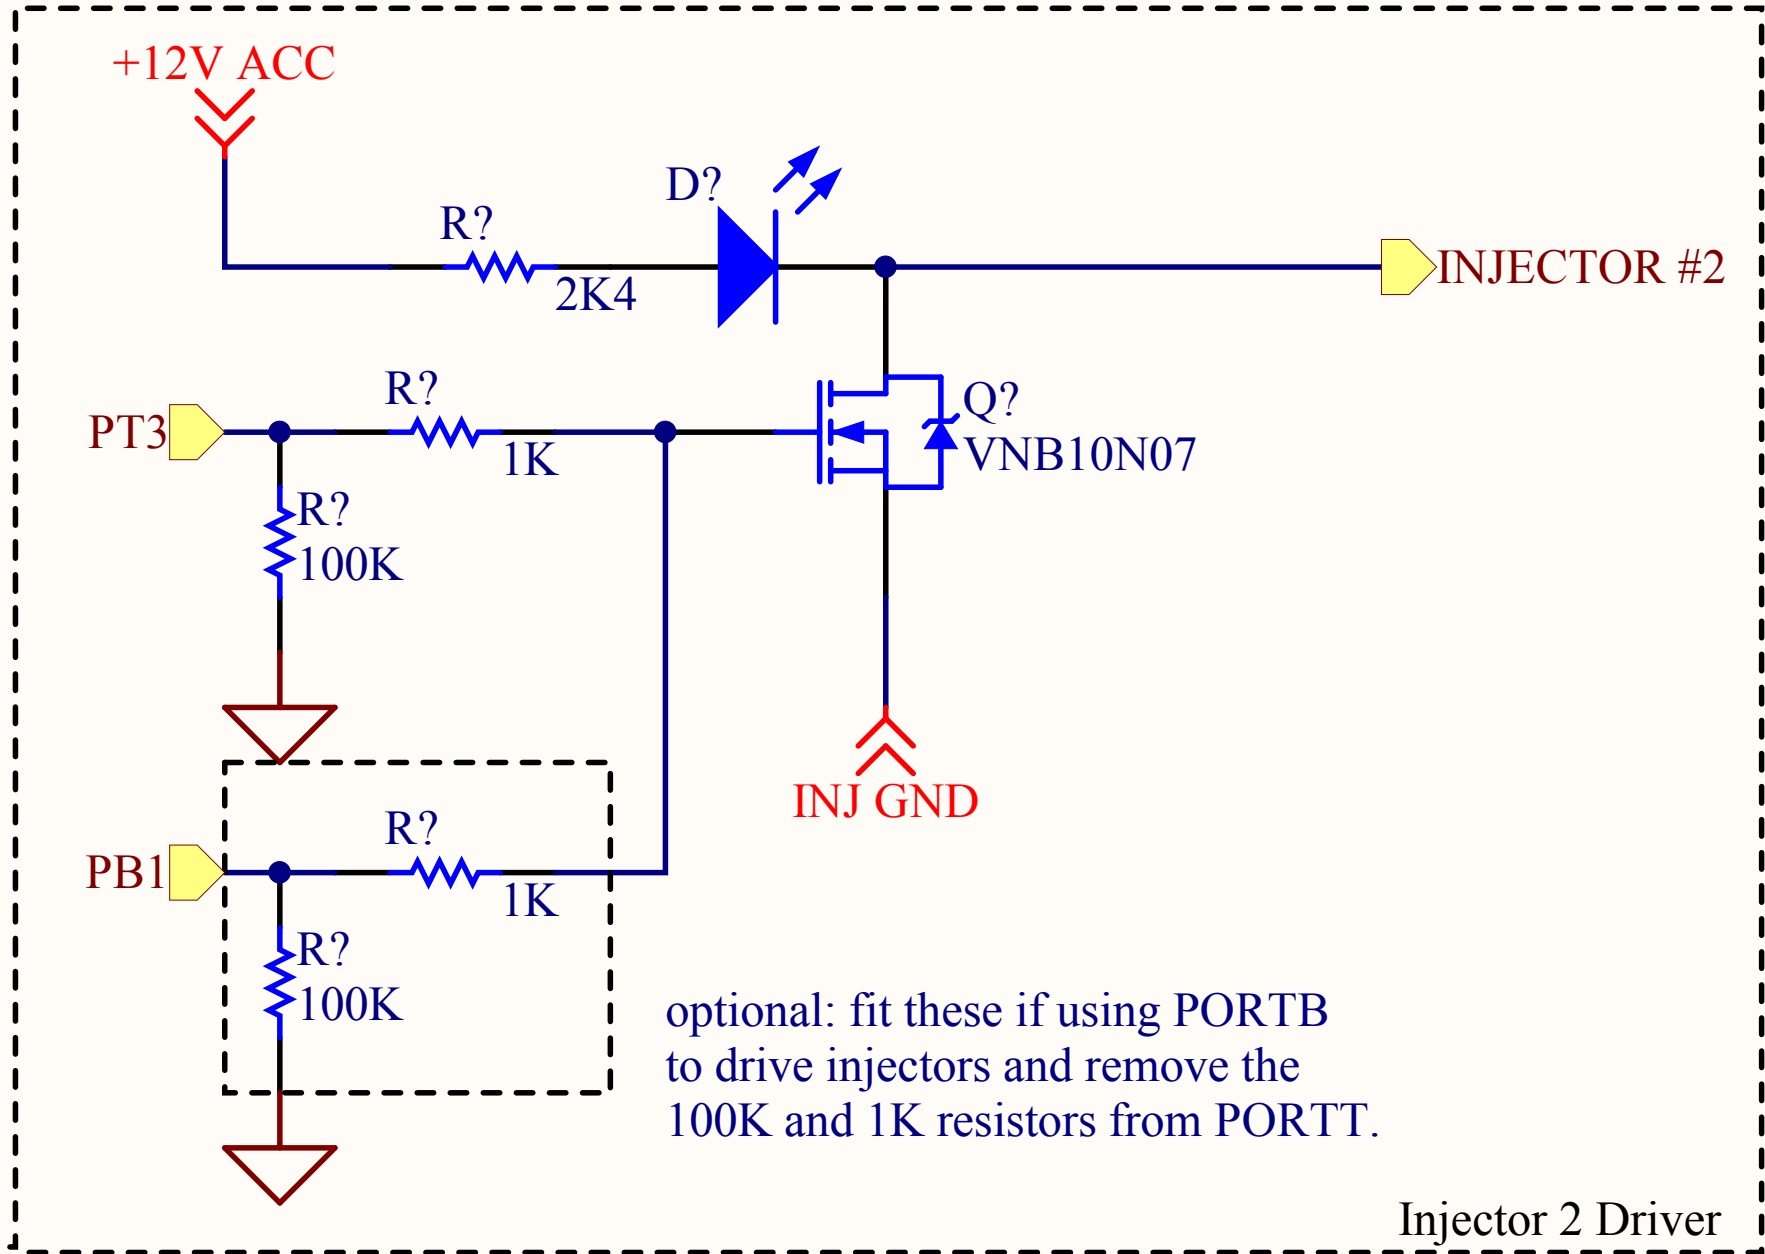 +12V ACC
D?
R?
2K4
INJECTOR #2
PT3
R?
1K
Q?
VNB10N07
R?
100K
INJ GND
PB1
R?
1K
R?
100K
optional: fit these if using PORTB
to drive injectors and remove the
100K and 1K resistors from PORTT.
Injector 2 Driver